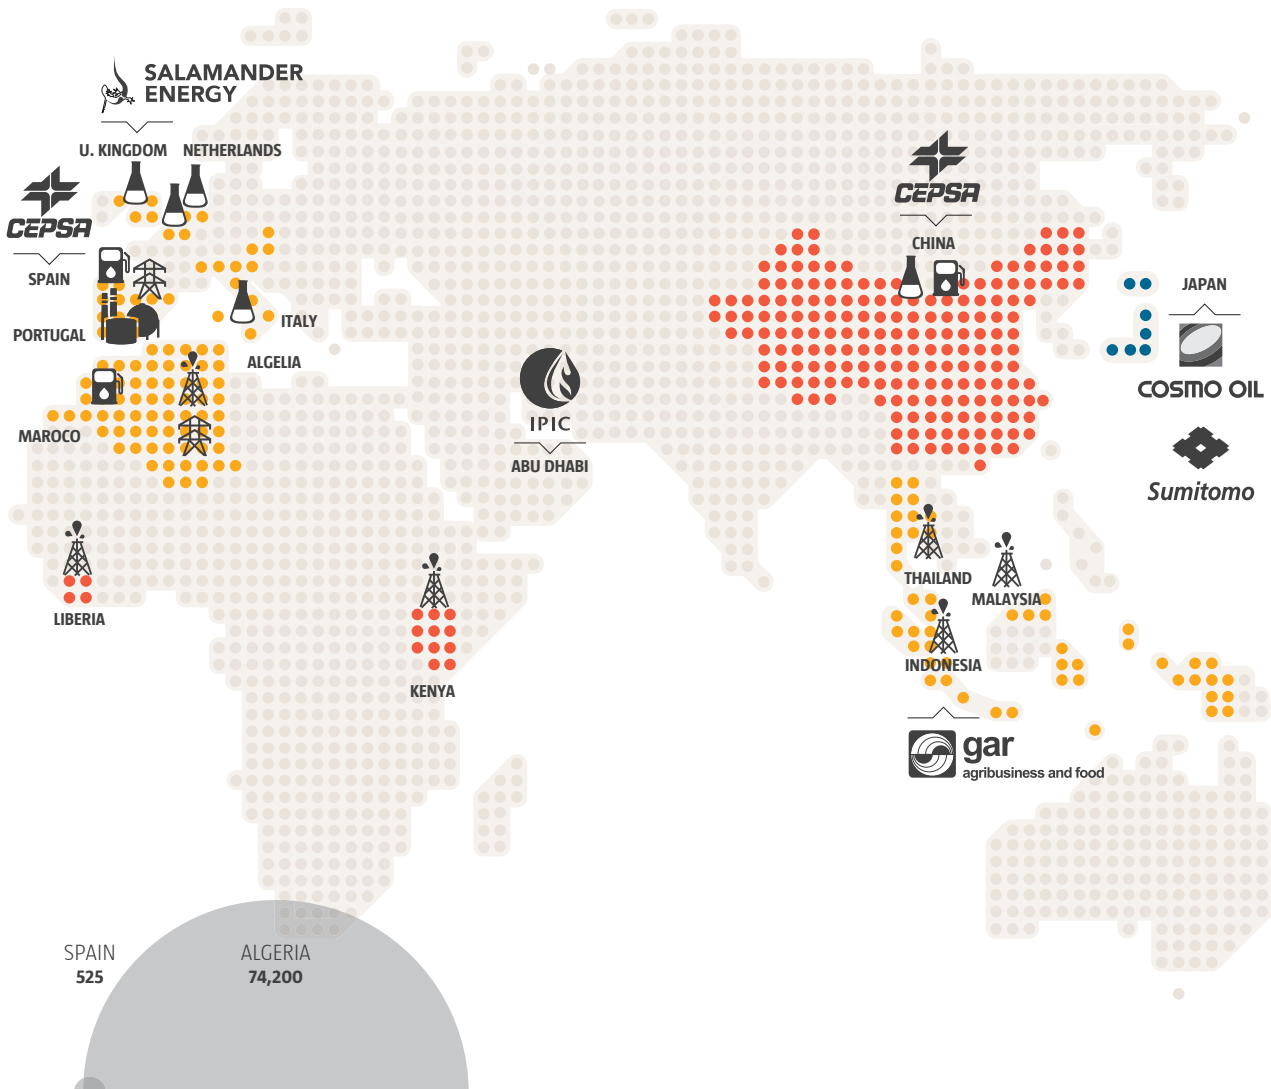 SALAMANDER
ENERGY
U. KINGDOM
NETHERLANDS
CEPSA
SPAIN
PORTUGAL
ITALY
ALGELIA
MAROCO
LIBERIA
KENYA
IPIC
ABU DHABI
CEPSA
CHINA
JAPAN
COSMO OIL
Sumitomo
THAILAND
MALAYSIA
INDONESIA
gar
agribusiness and food
SPAIN
525
ALGERIA
74,200